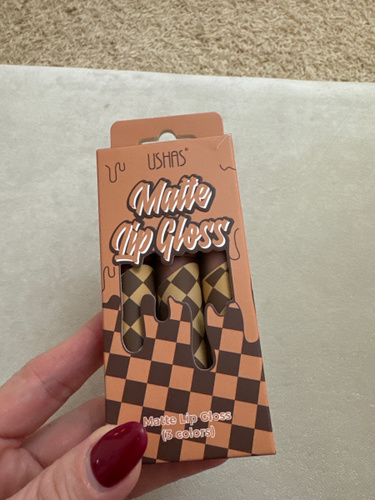 USHAS®
Matte
Lip Gloss
Matte Lip Gloss
(3 colors)